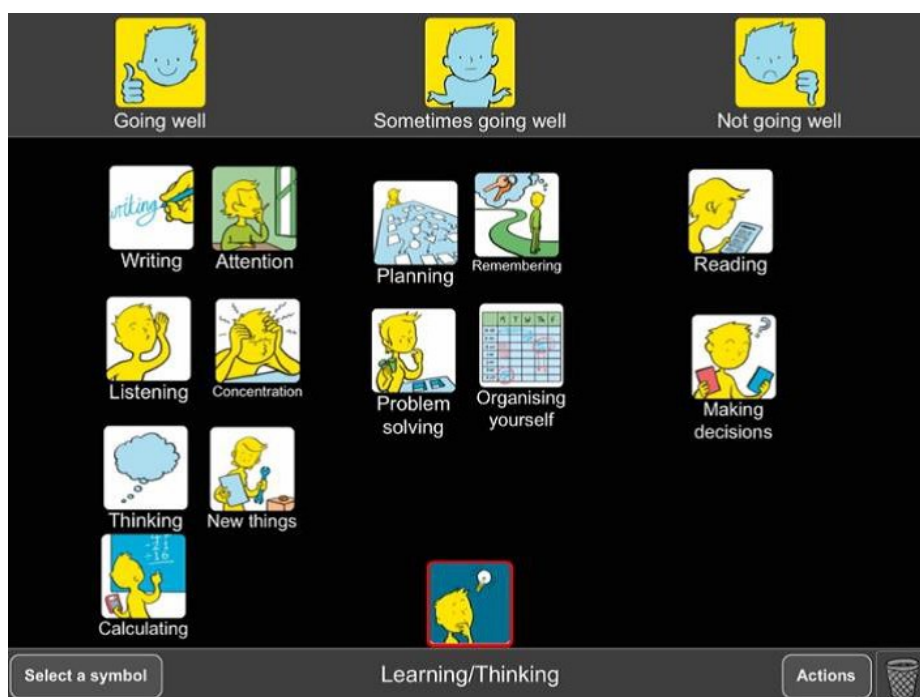 Going well
Sometimes going well
Not going well
writing
Writing
Attention
Planning
Remembering
Reading
M T W Th F
Listening
Concentration
Problem
solving
Organising
yourself
Making
decisions
Thinking
New things
Calculating
Select a symbol
Learning/Thinking
Actions